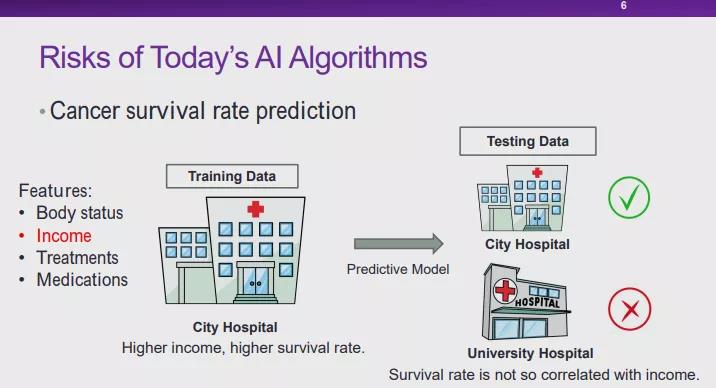 6
Risks of Today's AI Algorithms
• Cancer survival rate prediction
Features:
• Body status
• Income
• Treatments
• Medications
Training Data
City Hospital
Higher income, higher survival rate.
Predictive Model
Testing Data
City Hospital
HOSPITAL
University Hospital
Survival rate is not so correlated with income.